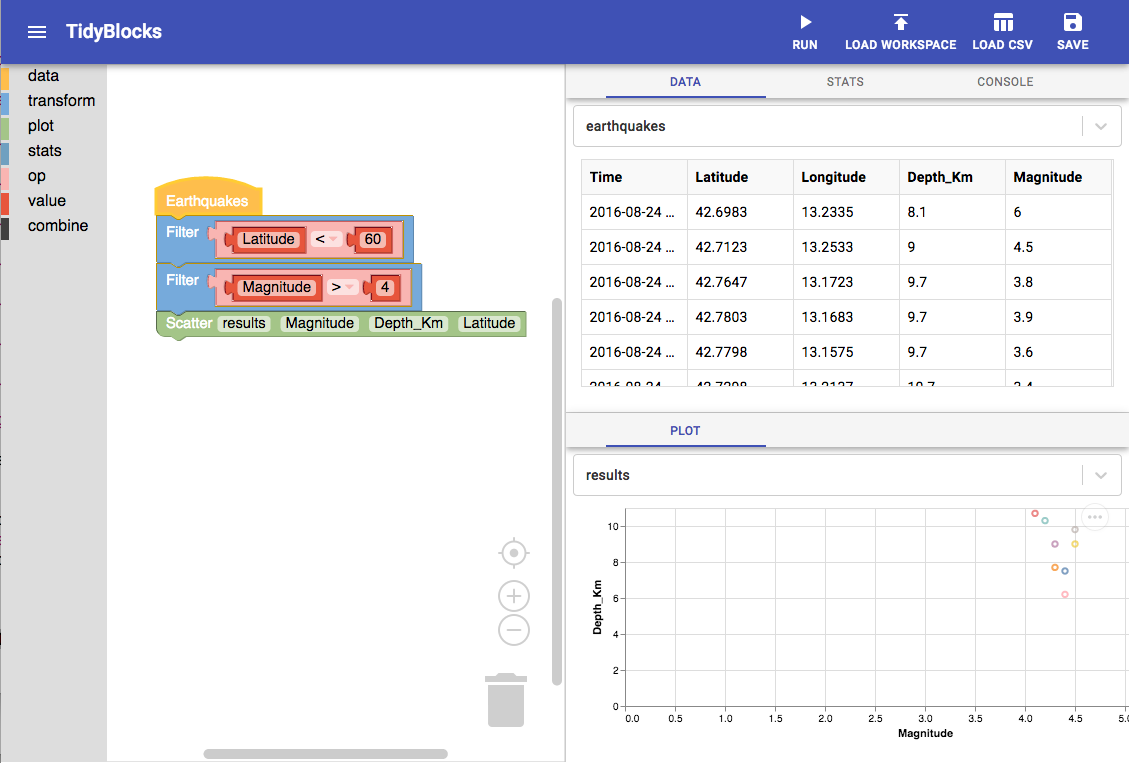 TidyBlocks
RUN LOAD WORKSPACE LOAD CSV SAVE
data
transform
plot
stats
op
value
combine
Earthquakes
Filter Latitude < 60
Filter Magnitude > 4
Scatter results Magnitude Depth_Km Latitude
DATA STATS CONSOLE
earthquakes
Time Latitude Longitude Depth_Km Magnitude
2016-08-24 ... 42.6983 13.2335 8.1 6
2016-08-24 ... 42.7123 13.2533 9 4.5
2016-08-24 ... 42.7647 13.1723 9.7 3.8
2016-08-24 ... 42.7803 13.1683 9.7 3.9
2016-08-24 ... 42.7798 13.1575 9.7 3.6
PLOT
results
10
8
6
4
2
0
Depth_Km
0.0 0.5 1.0 1.5 2.0 2.5 3.0 3.5 4.0 4.5 5.0
Magnitude